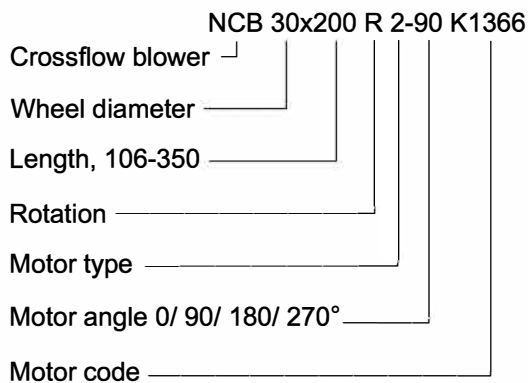 NCB 30x200 R 2-90 K1366
Crossflow blower
Wheel diameter
Length, 106-350
Rotation
Motor type
Motor angle 0/ 90/ 180/ 270°
Motor code